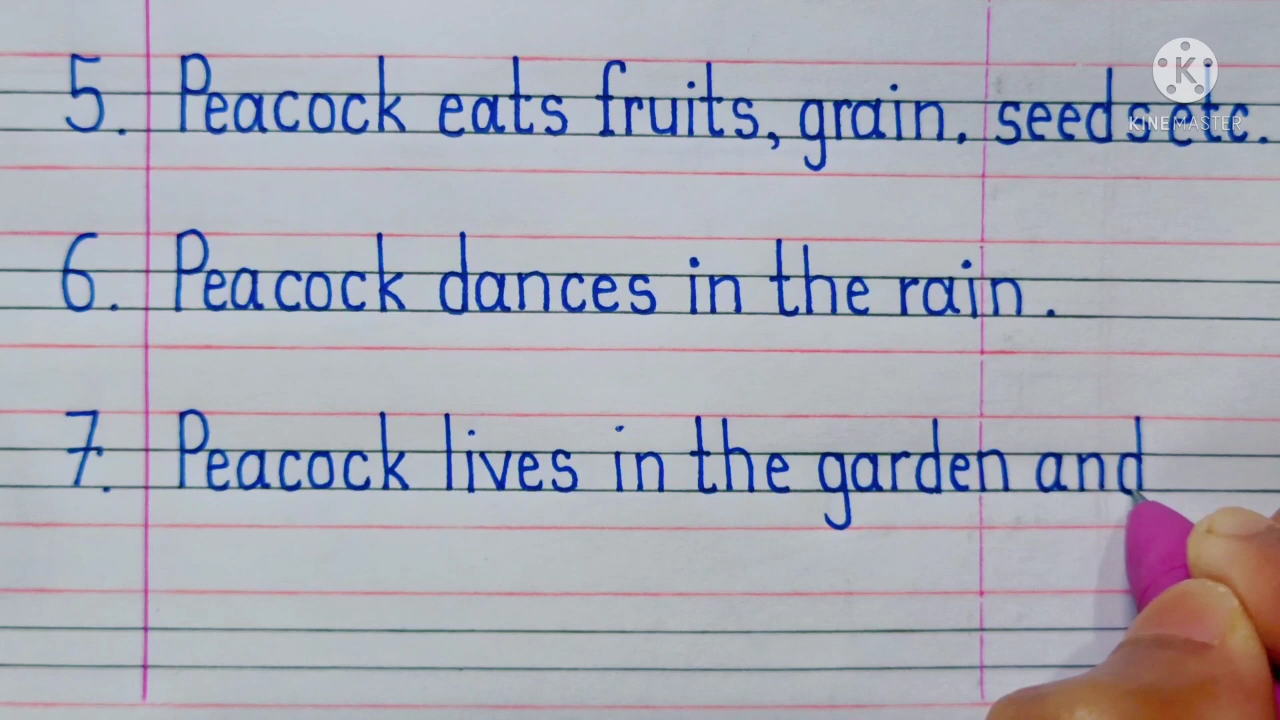 5. Peacock eats fruits, grain. seeds etc.
KINEMASTER
6. Peacock dances in the rain.
7. Peacock lives in the garden and